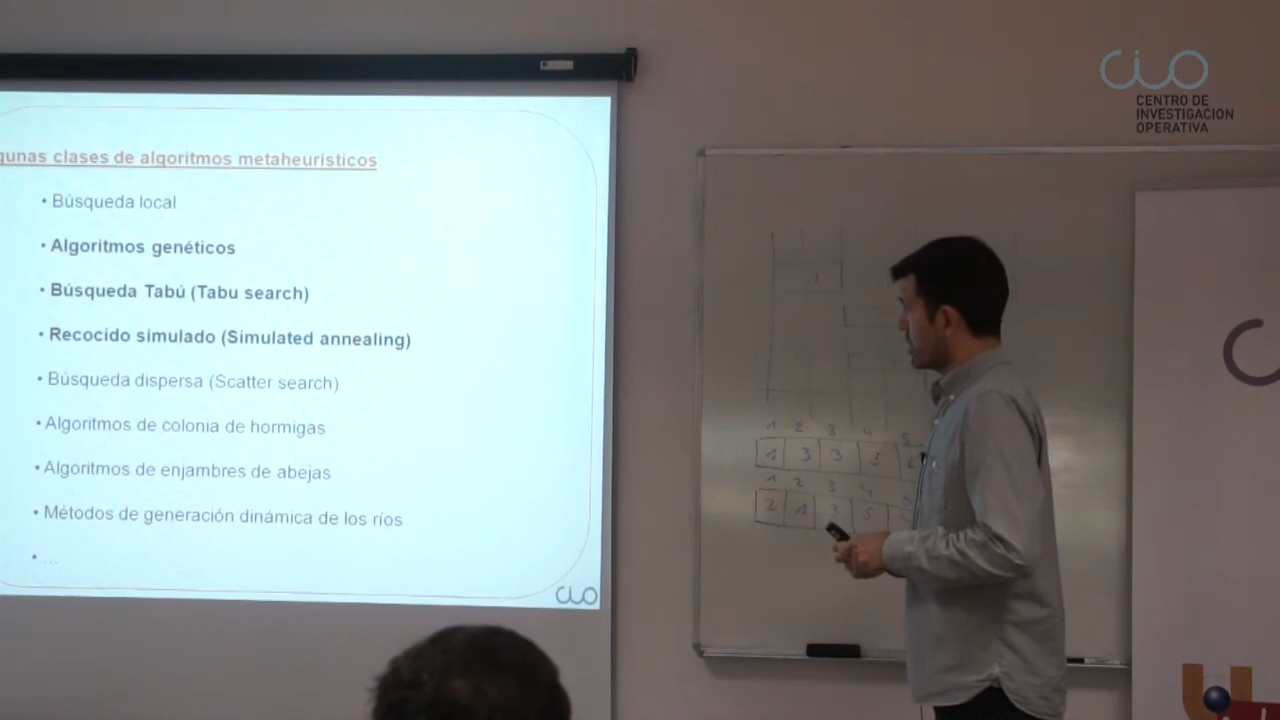 CIO
CENTRO DE
INVESTIGACION
OPERATIVA
gunas clases de algoritmos metaheurísticos
• Búsqueda local
• Algoritmos genéticos
• Búsqueda Tabú (Tabu search)
• Recocido simulado (Simulated annealing)
• Búsqueda dispersa (Scatter search)
• Algoritmos de colonia de hormigas
• Algoritmos de enjambres de abejas
• Métodos de generación dinámica de los ríos
• ...
CIO
1 2 3 4 5
1 3 3 3
1 2 3 4
2 1 3 5